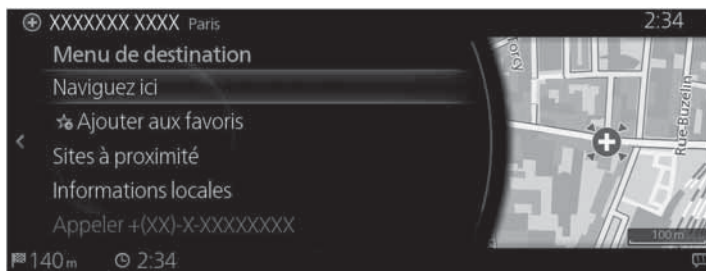 XXXXXXX XXXX Paris 2:34
Menu de destination
Naviguez ici
Ajouter aux favoris
Sites à proximité
Informations locales
Appeler +(XX)-X-XXXXXXXX
140 m 2:34
Torcy
Rue Buzelin
100 m